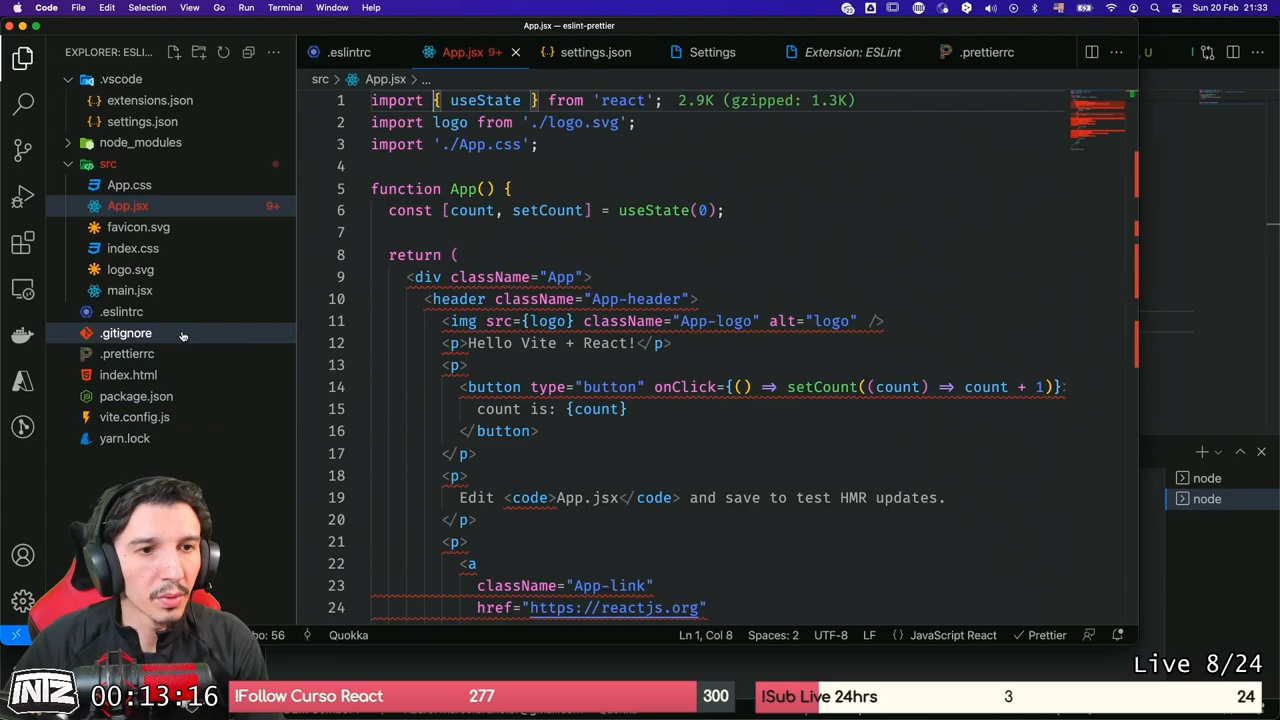 Code File Edit Selection View Go Run Terminal Window Help
Sun 20 Feb 21:33
App.jsx — eslint-prettier
EXPLORER: ESLI...
.eslintrc
App.jsx 9+
settings.json
Settings
Extension: ESLint
.prettierrc
U
src > App.jsx > ...
.vscode
extensions.json
settings.json
node_modules
src
App.css
App.jsx 9+
favicon.svg
index.css
logo.svg
main.jsx
.eslintrc
.gitignore
.prettierrc
index.html
package.json
vite.config.js
yarn.lock
1 import { useState } from 'react'; 2.9K (gzipped: 1.3K)
2 import logo from './logo.svg';
3 import './App.css';
4
5 function App() {
6 const [count, setCount] = useState(0);
7
8 return (
9 <div className="App">
10 <header className="App-header">
11 <img src={logo} className="App-logo" alt="logo" />
12 <p>Hello Vite + React!</p>
13 <p>
14 <button type="button" onClick={() => setCount((count) => count + 1)}>
15 count is: {count}
16 </button>
17 </p>
18 <p>
19 Edit <code>App.jsx</code> and save to test HMR updates.
20 </p>
21 <p>
22 <a
23 className="App-link"
24 href="https://reactjs.org"
node
node
bo: 56
Quokka
Ln 1, Col 8
Spaces: 2
UTF-8
LF
{} JavaScript React
Prettier
Live 8/24
INTZ
00:13:16
!Follow Curso React 277 300
!Sub Live 24hrs 3 24